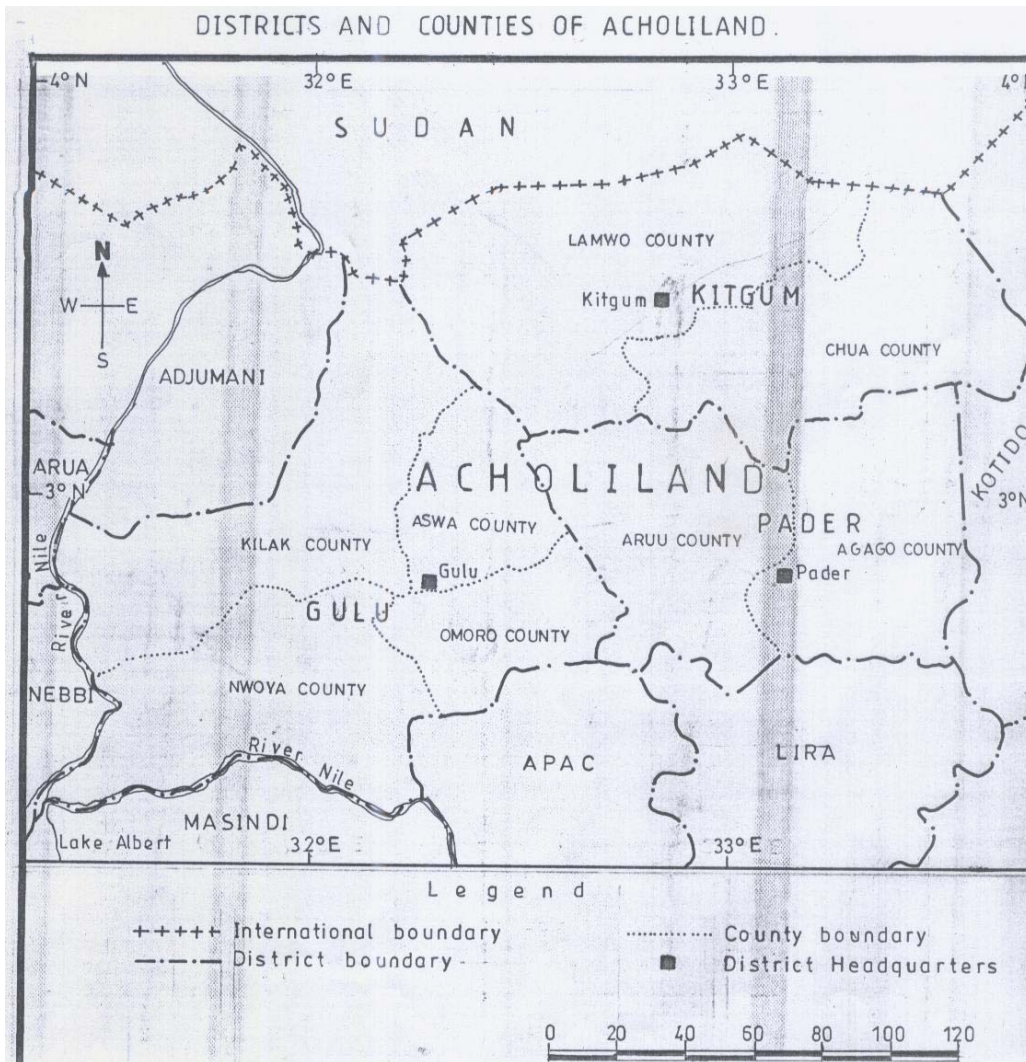 DISTRICTS AND COUNTIES OF ACHOLILAND.
4° N
32° E
33° E
4° N
SUDAN
LAMWO COUNTY
N
W E
S
Kitgum
KITGUM
CHUA COUNTY
ADJUMANI
ARUA
3° N
ACHOLILAND
KOTIDO
3° N
ASWA COUNTY
ARUU COUNTY
PADER
AGAGO COUNTY
KILAK COUNTY
Gulu
Pader
River Nile
GULU
OMORO COUNTY
NWOYA COUNTY
NEBBI
River Nile
APAC
LIRA
MASINDI
Lake Albert
32° E
33° E
Legend
International boundary
County boundary
District boundary
District Headquarters
0 20 40 60 80 100 120